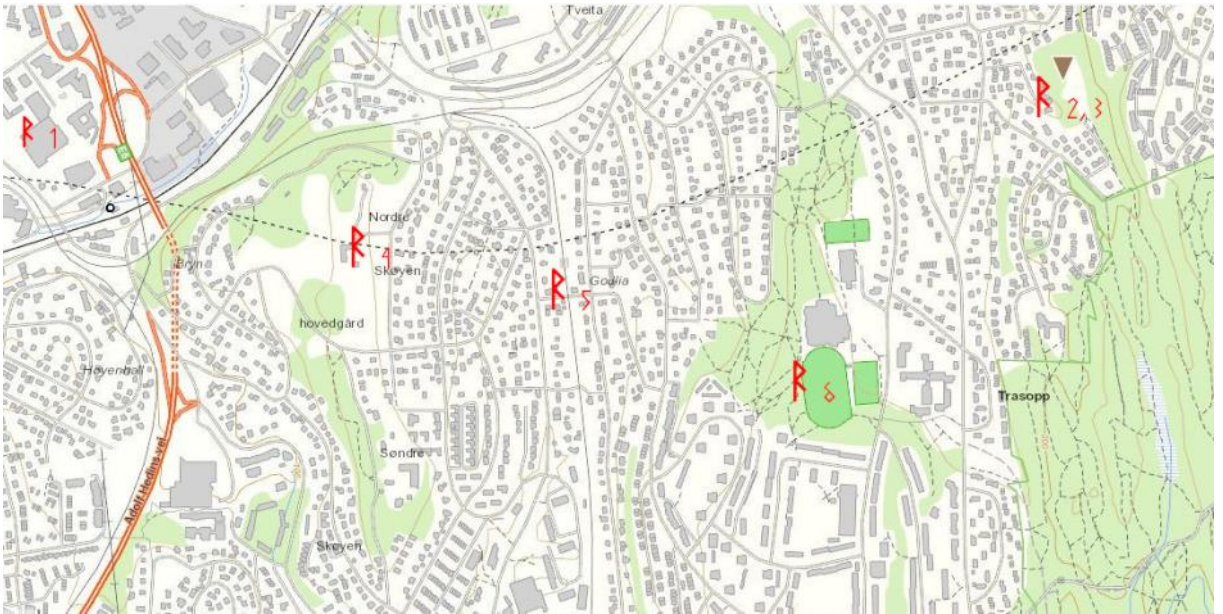 Tveita
ᚱ 2, 3
ᚱ 1
Nordre
ᚱ 4
Skøyen
Bryn
Godlia
ᚱ 5
hovedgård
Høyenhall
ᚱ 6
Trasopp
Søndre
Adolf Hedins vei
Skøyen